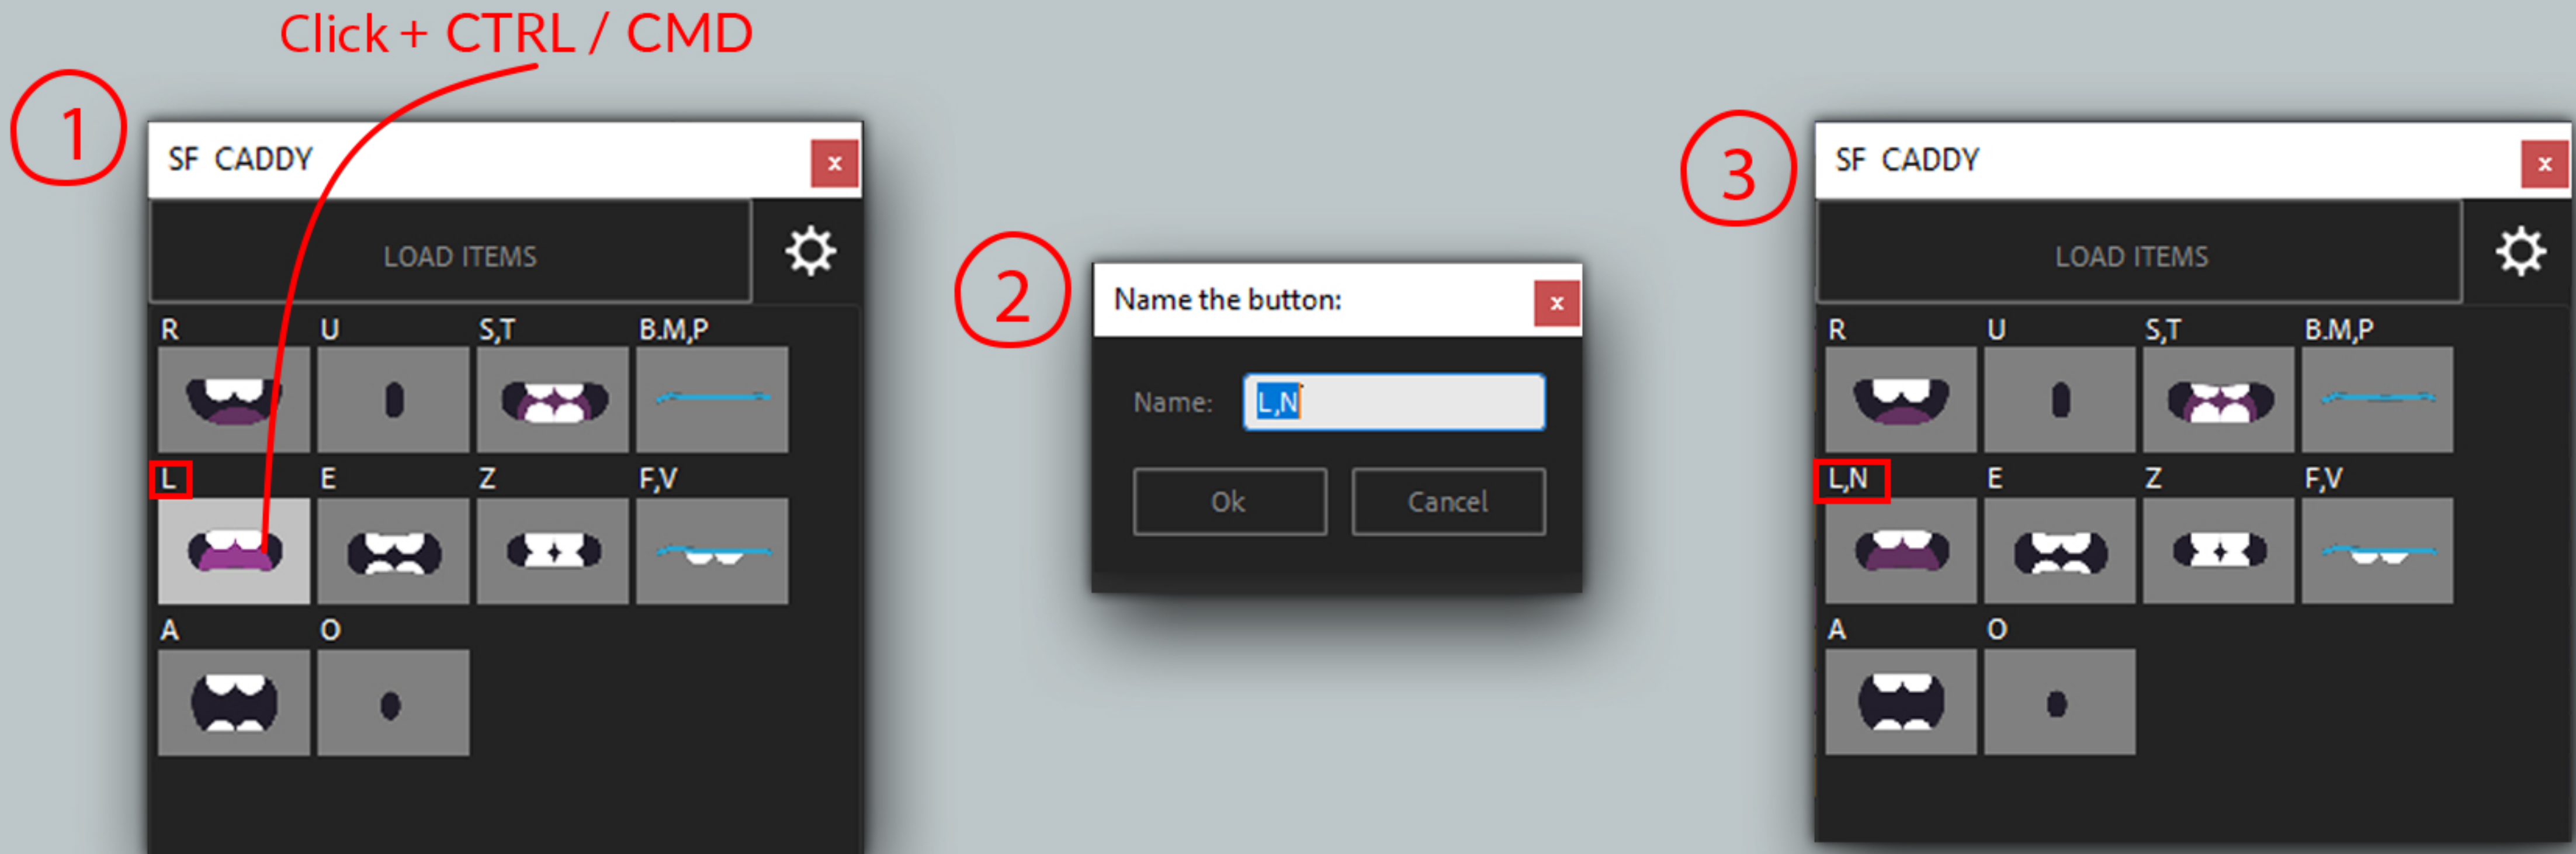 Click + CTRL / CMD
1
SF CADDY
x
LOAD ITEMS
R U S,T B.M,P
L E Z F,V
A O
2
Name the button:
x
Name: L,N
Ok Cancel
3
SF CADDY
x
LOAD ITEMS
R U S,T B.M,P
L,N E Z F,V
A O